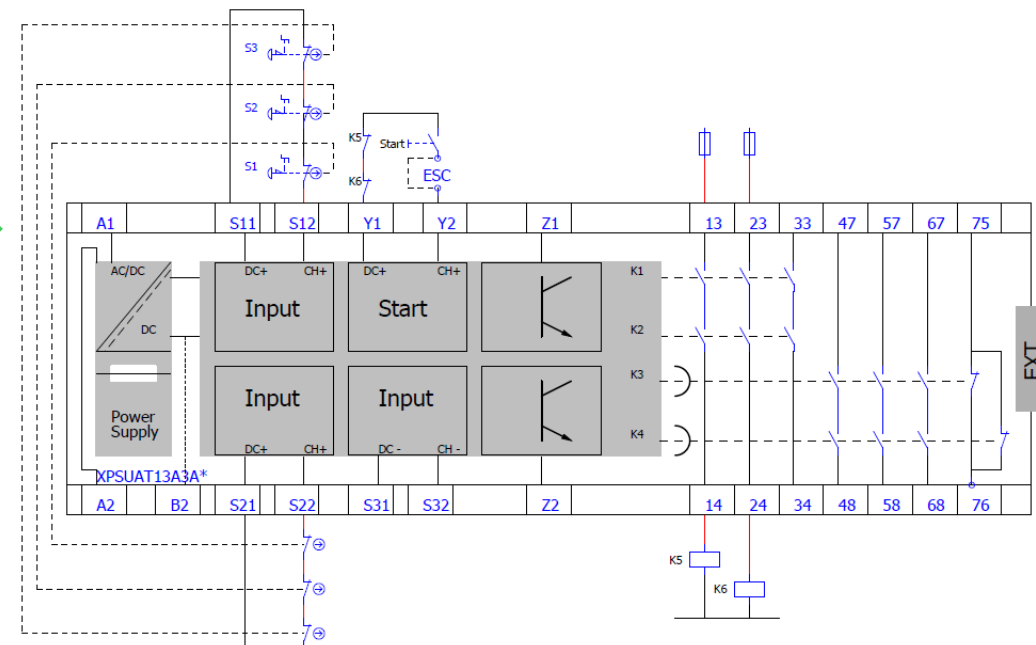 S3
S2
S1
K5
Start
K6
ESC
A1 S11 S12 Y1 Y2 Z1 13 23 33 47 57 67 75
AC/DC DC+ CH+ DC+ CH+ K1
Input Start
DC K2
K3
Input Input EXT
Power
Supply
K4
DC+ CH+ DC - CH -
XPSUAT13A3A*
A2 B2 S21 S22 S31 S32 Z2 14 24 34 48 58 68 76
K5
K6